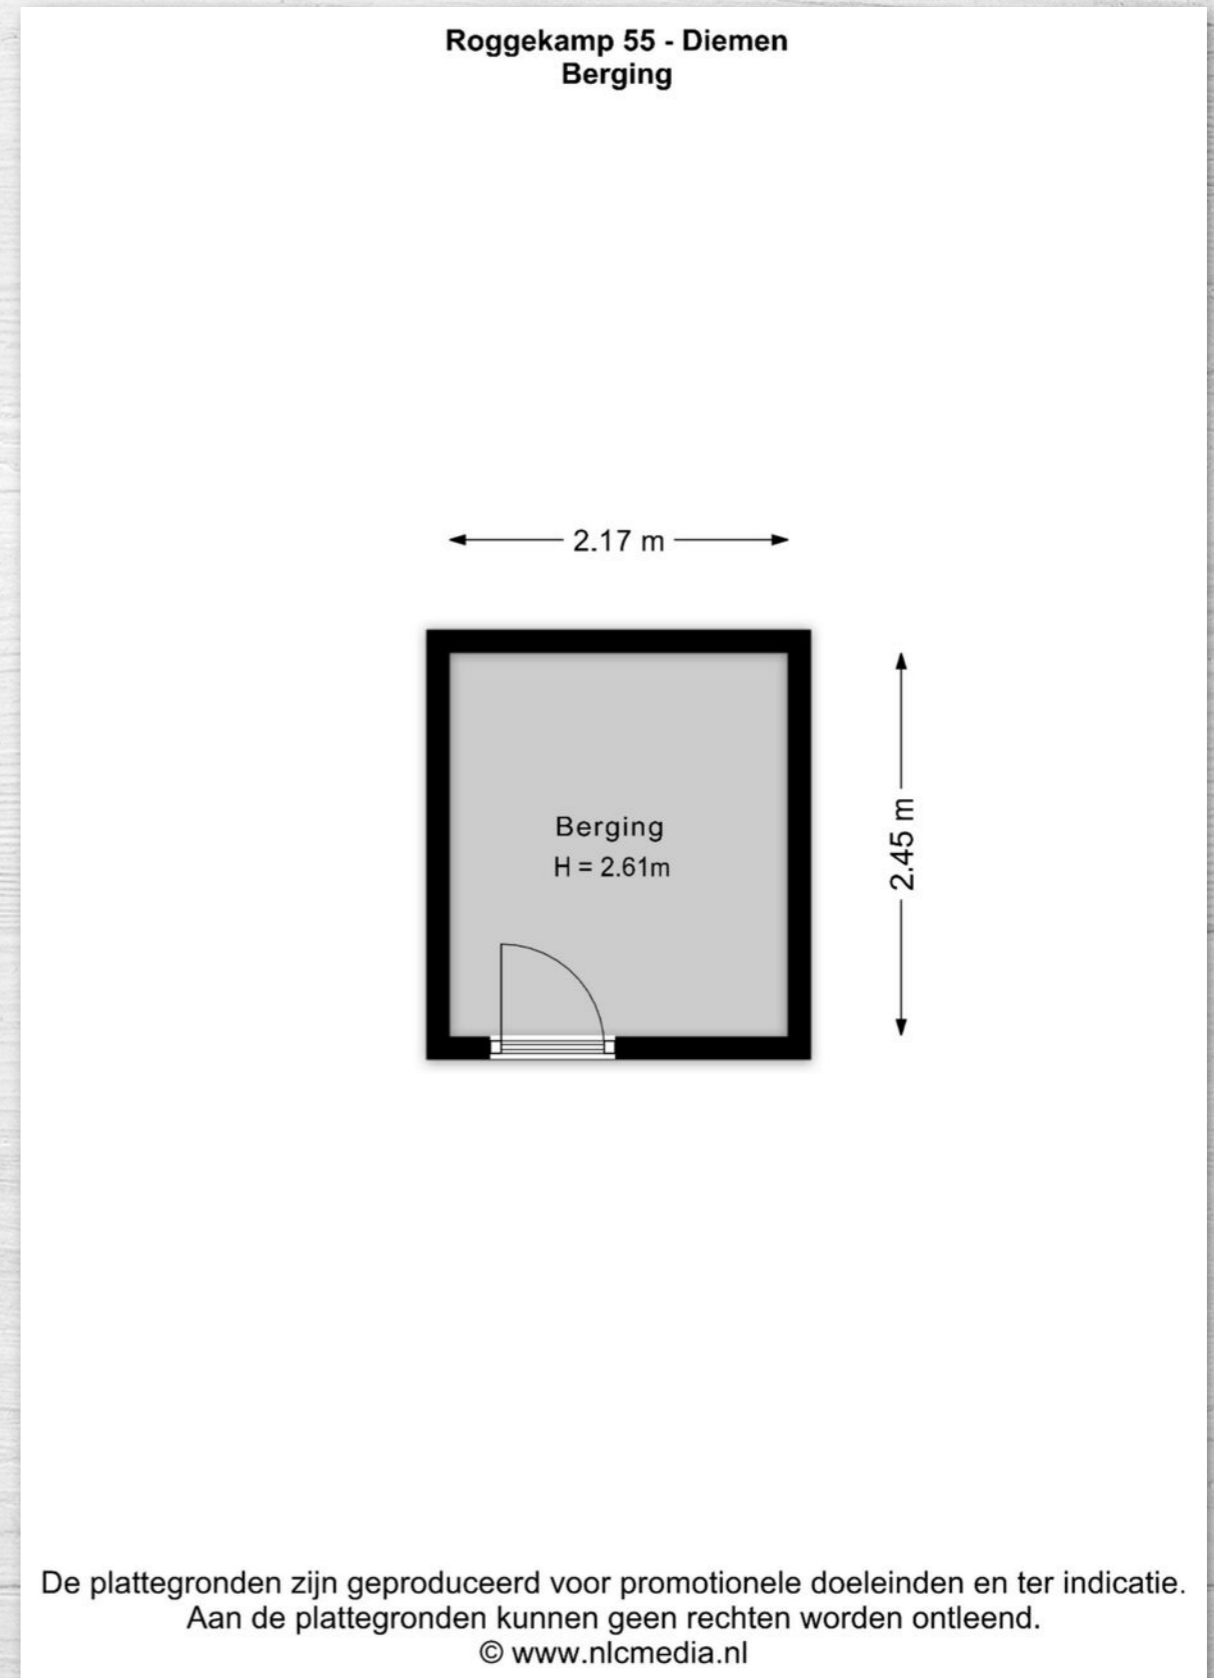 Roggekamp 55 - Diemen
Berging
2.17 m
Berging
H = 2.61m
2.45 m
De plattegronden zijn geproduceerd voor promotionele doeleinden en ter indicatie.
Aan de plattegronden kunnen geen rechten worden ontleend.
© www.nlcmedia.nl